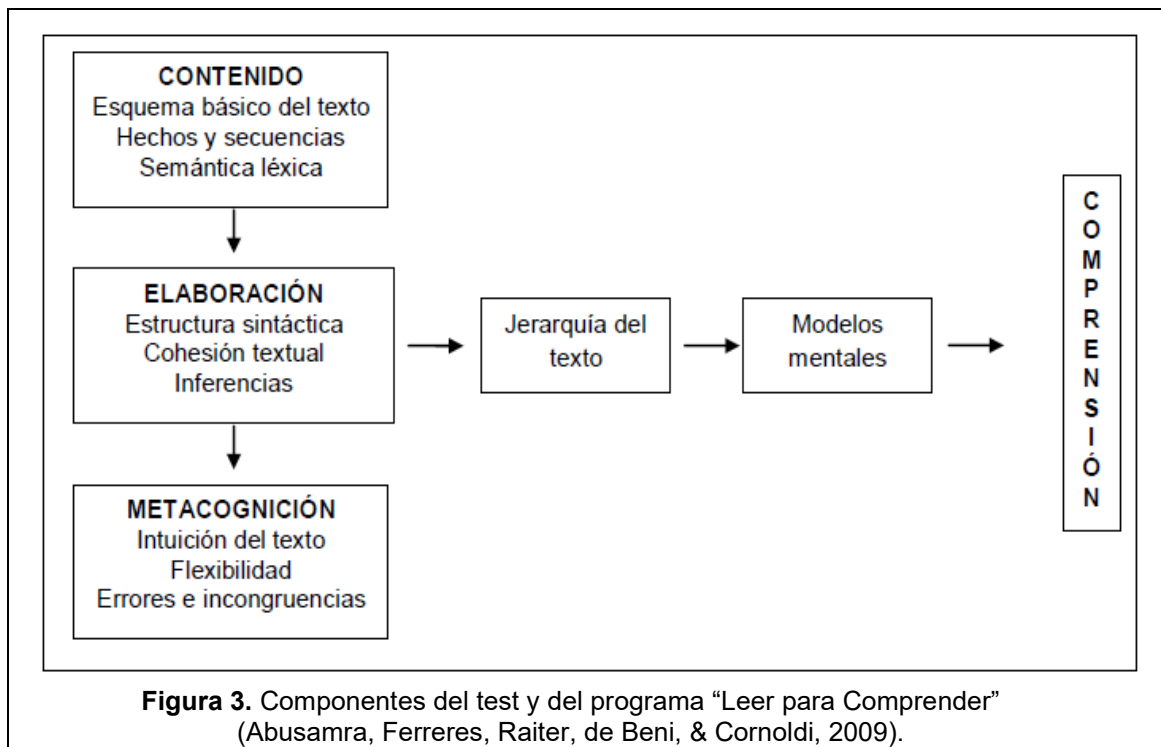 CONTENIDO
Esquema básico del texto
Hechos y secuencias
Semántica léxica
ELABORACIÓN
Estructura sintáctica
Cohesión textual
Inferencias
Jerarquía del
texto
Modelos
mentales
METACOGNICIÓN
Intuición del texto
Flexibilidad
Errores e incongruencias
C
O
M
P
R
E
N
S
I
Ó
N
Figura 3. Componentes del test y del programa “Leer para Comprender”
(Abusamra, Ferreres, Raiter, de Beni, & Cornoldi, 2009).